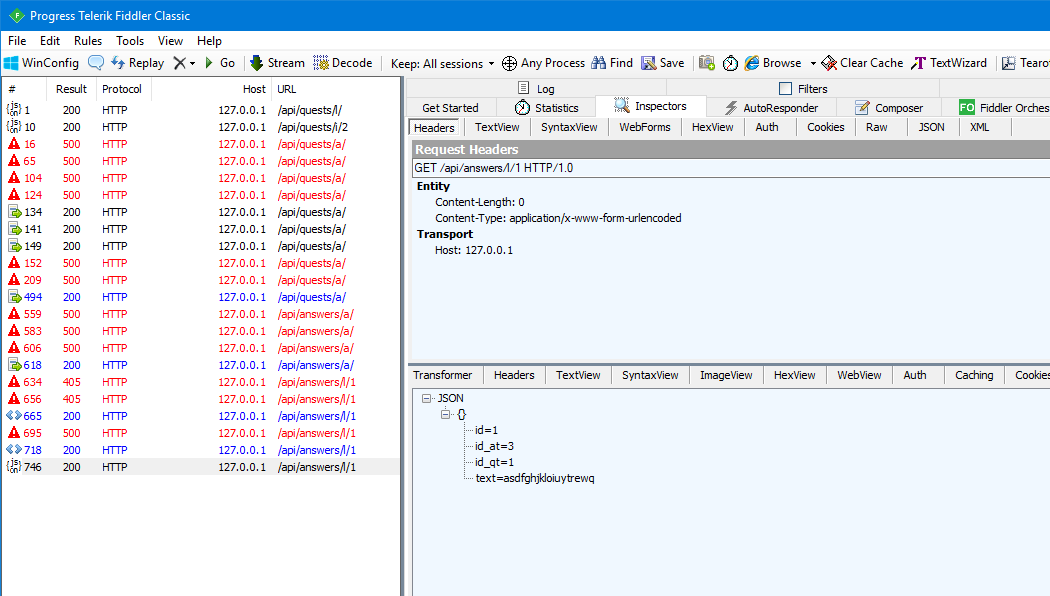 Progress Telerik Fiddler Classic
File Edit Rules Tools View Help
WinConfig Replay Go Stream Decode Keep: All sessions Any Process Find Save Browse Clear Cache TextWizard Tearo
# Result Protocol Host URL
{js on} 1 200 HTTP 127.0.0.1 /api/quests/l/
{js on} 10 200 HTTP 127.0.0.1 /api/quests/i/2
16 500 HTTP 127.0.0.1 /api/quests/a/
65 500 HTTP 127.0.0.1 /api/quests/a/
104 500 HTTP 127.0.0.1 /api/quests/a/
124 500 HTTP 127.0.0.1 /api/quests/a/
134 200 HTTP 127.0.0.1 /api/quests/a/
141 200 HTTP 127.0.0.1 /api/quests/a/
149 200 HTTP 127.0.0.1 /api/quests/a/
152 500 HTTP 127.0.0.1 /api/quests/a/
209 500 HTTP 127.0.0.1 /api/quests/a/
494 200 HTTP 127.0.0.1 /api/quests/a/
559 500 HTTP 127.0.0.1 /api/answers/a/
583 500 HTTP 127.0.0.1 /api/answers/a/
606 500 HTTP 127.0.0.1 /api/answers/a/
618 200 HTTP 127.0.0.1 /api/answers/a/
634 405 HTTP 127.0.0.1 /api/answers/l/1
656 405 HTTP 127.0.0.1 /api/answers/l/1
665 200 HTTP 127.0.0.1 /api/answers/l/1
695 500 HTTP 127.0.0.1 /api/answers/l/1
718 200 HTTP 127.0.0.1 /api/answers/l/1
{js on} 746 200 HTTP 127.0.0.1 /api/answers/l/1
Log Filters
Get Started Statistics Inspectors AutoResponder Composer FO Fiddler Orches
Headers TextView SyntaxView WebForms HexView Auth Cookies Raw JSON XML
Request Headers
GET /api/answers/l/1 HTTP/1.0
Entity
Content-Length: 0
Content-Type: application/x-www-form-urlencoded
Transport
Host: 127.0.0.1
Transformer Headers TextView SyntaxView ImageView HexView WebView Auth Caching Cookies
JSON
{}
id=1
id_at=3
id_qt=1
text=asdfghjkloiuytrewq